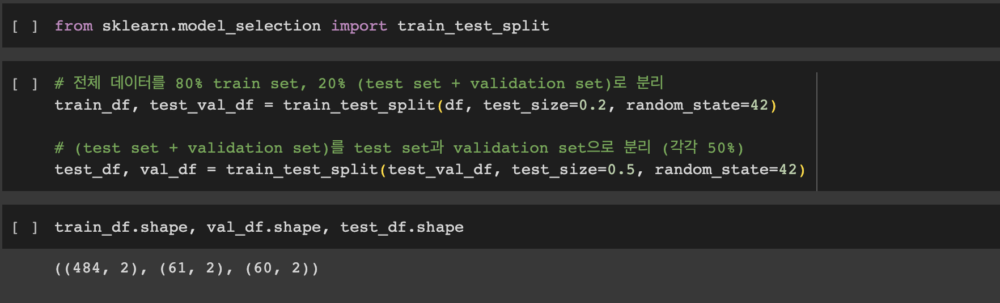 [ ] from sklearn.model_selection import train_test_split
[ ] # 전체 데이터를 80% train set, 20% (test set + validation set)로 분리
train_df, test_val_df = train_test_split(df, test_size=0.2, random_state=42)
# (test set + validation set)를 test set과 validation set으로 분리 (각각 50%)
test_df, val_df = train_test_split(test_val_df, test_size=0.5, random_state=42)
[ ] train_df.shape, val_df.shape, test_df.shape
((484, 2), (61, 2), (60, 2))